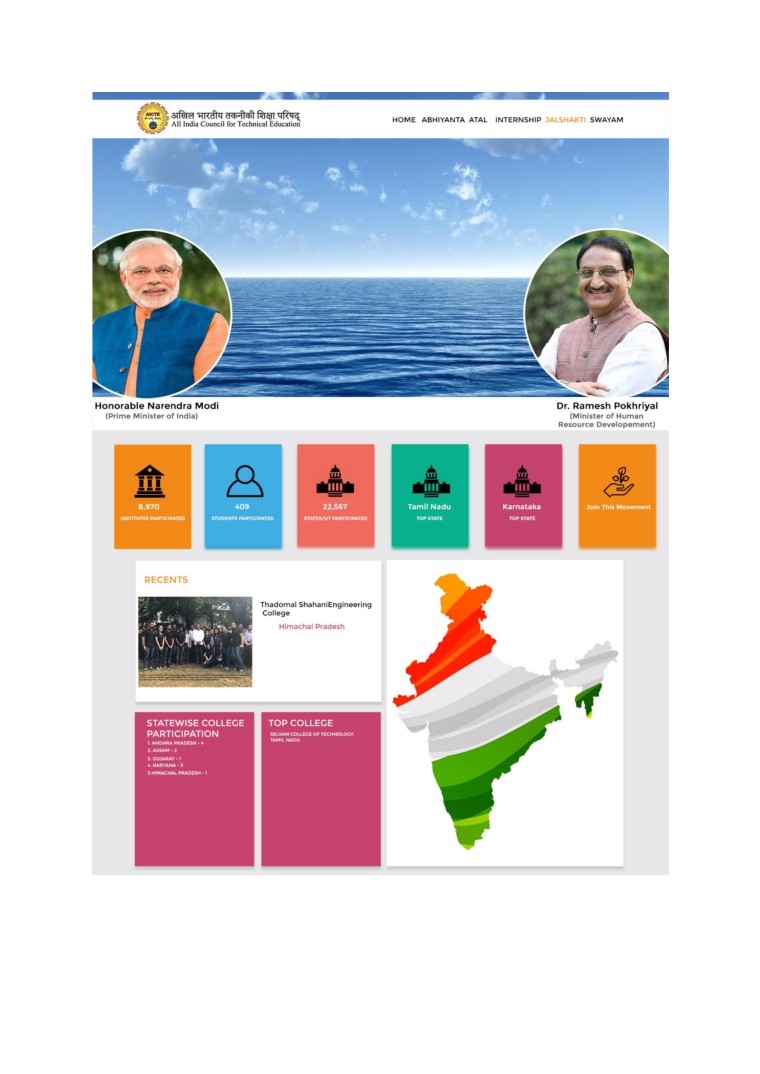 AICTE
अखिल भारतीय तकनीकी शिक्षा परिषद्
All India Council for Technical Education
HOME ABHIYANTA ATAL INTERNSHIP JALSHAKTI SWAYAM
Honorable Narendra Modi
(Prime Minister of India)
Dr. Ramesh Pokhriyal
(Minister of Human
Resource Developement)
8,970
INSTITUTES PARTICIPATED
409
STUDENTS PARTICIPATED
22,567
STATES/UT PARTICIPATED
Tamil Nadu
TOP STATE
Karnataka
TOP STATE
Join This Movement
RECENTS
Thadomal ShahaniEngineering
College
Himachal Pradesh
STATEWISE COLLEGE
PARTICIPATION
1. ANDHRA PRADESH - 4
2. ASSAM - 2
3. GUJARAT - 1
4. HARYANA - 5
5.HIMACHAL PRADESH - 1
TOP COLLEGE
SELVAM COLLEGE OF TECHNOLOGY,
TAMIL NADU